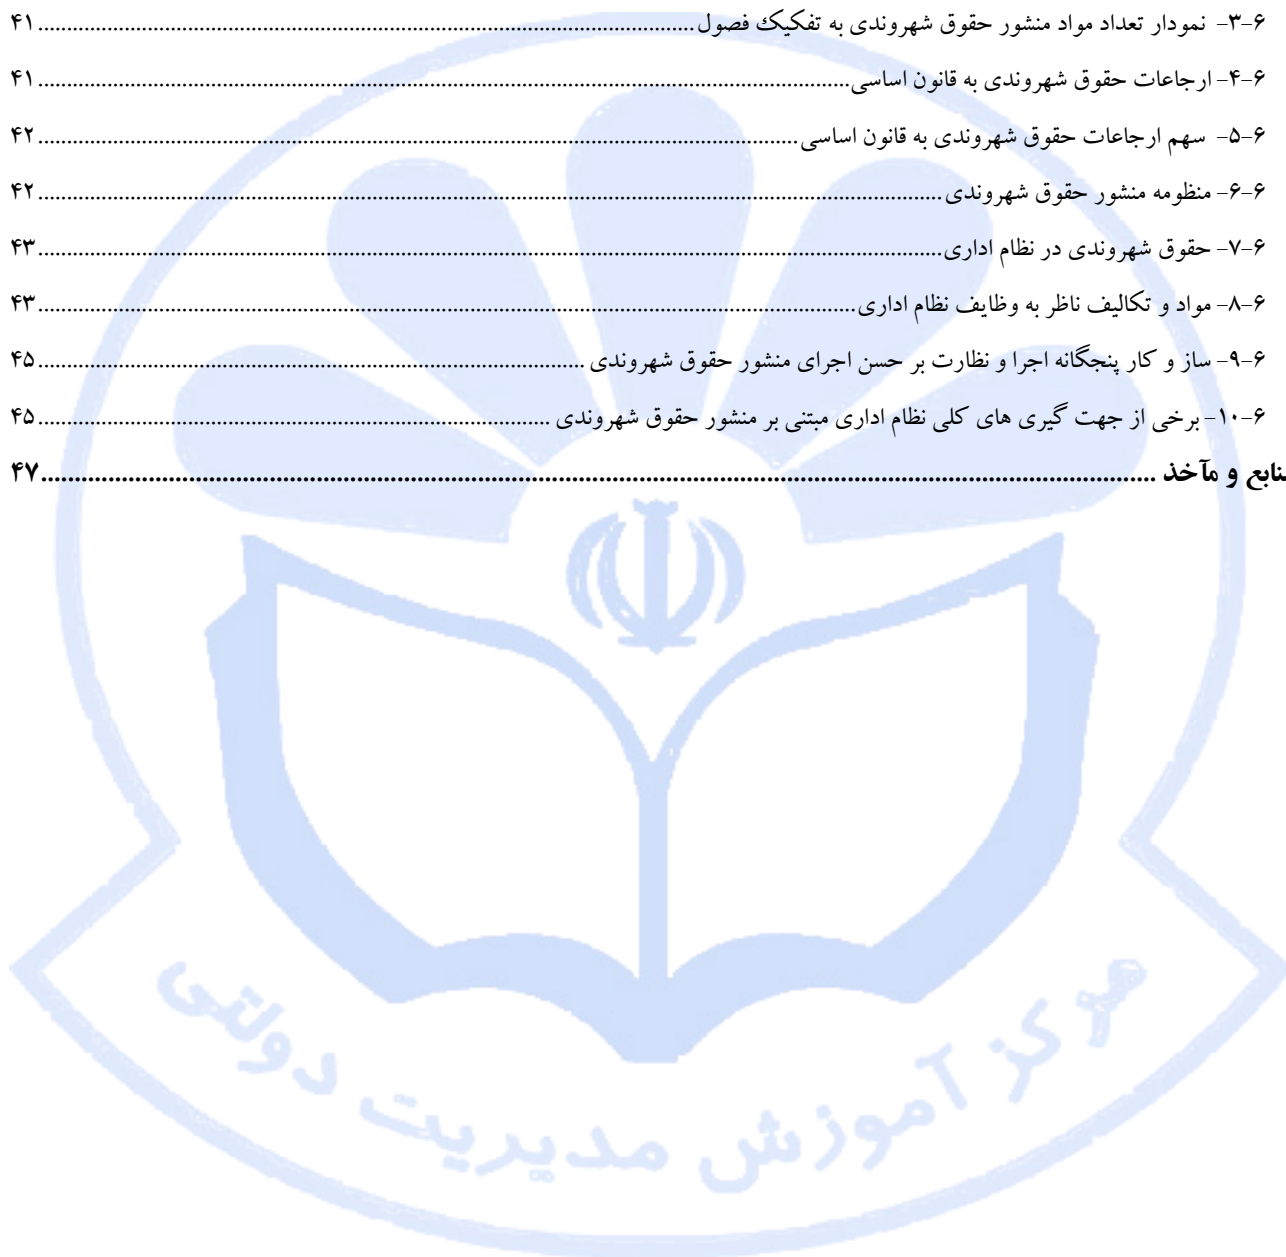 ۶-۳- نمودار تعداد مواد منشور حقوق شهروندی به تفکیک فصول ۴۱
۶-۴- ارجاعات حقوق شهروندی به قانون اساسی ۴۱
۶-۵- سهم ارجاعات حقوق شهروندی به قانون اساسی ۴۲
۶-۶- منظومه منشور حقوق شهروندی ۴۲
۶-۷- حقوق شهروندی در نظام اداری ۴۳
۶-۸- مواد و تکالیف ناظر به وظایف نظام اداری ۴۳
۶-۹- ساز و کار پنجگانه اجرا و نظارت بر حسن اجرای منشور حقوق شهروندی ۴۵
۶-۱۰- برخی از جهت گیری های کلی نظام اداری مبتنی بر منشور حقوق شهروندی ۴۵
نابع و مآخذ ۴۷
مرکز آموزش مدیریت دولتی